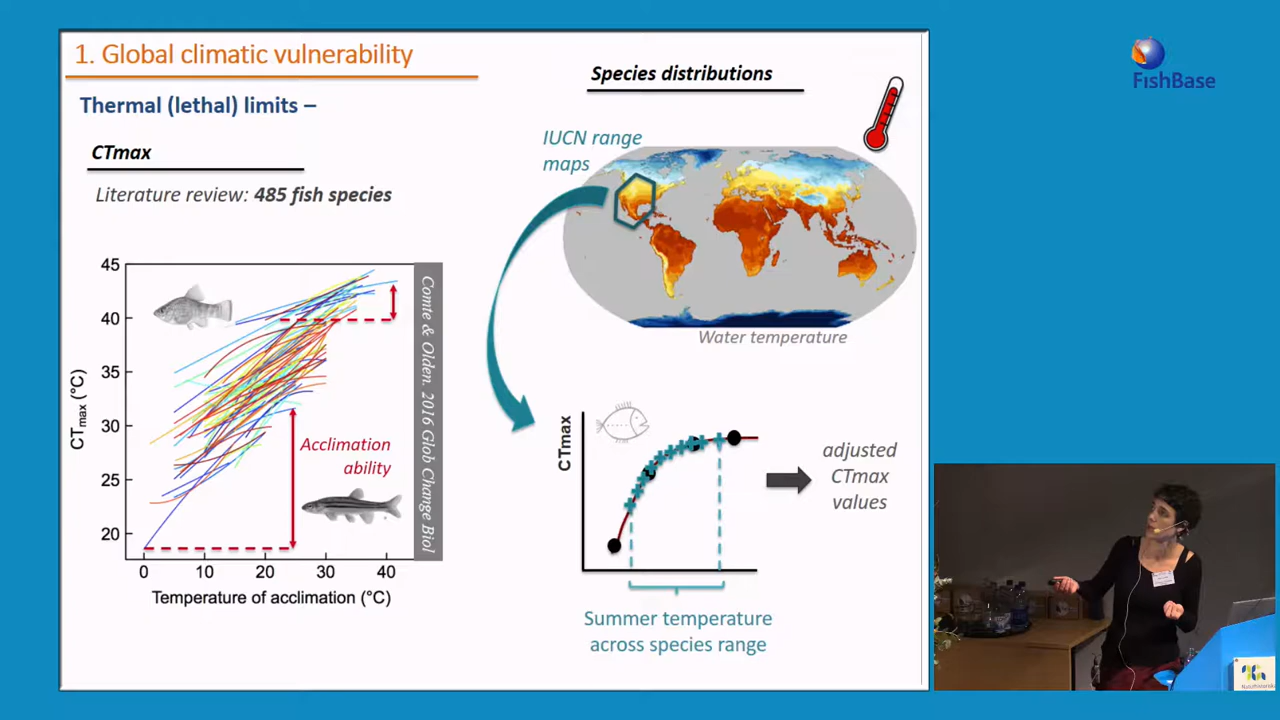 1. Global climatic vulnerability
Thermal (lethal) limits –
CTmax
Literature review: 485 fish species
45
40
35
30
25
20
CTmax (°C)
0
10
20
30
40
Temperature of acclimation (°C)
Acclimation
ability
Comte & Olden. 2016 Glob Change Biol
Species distributions
IUCN range
maps
Water temperature
CTmax
adjusted
CTmax
values
Summer temperature
across species range
FishBase